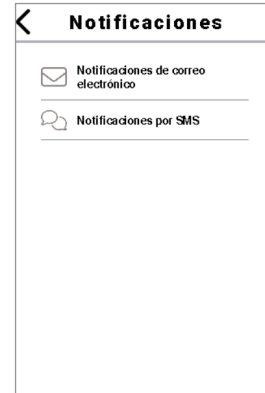 Notificaciones
Notificaciones de correo
electrónico
Notificaciones por SMS